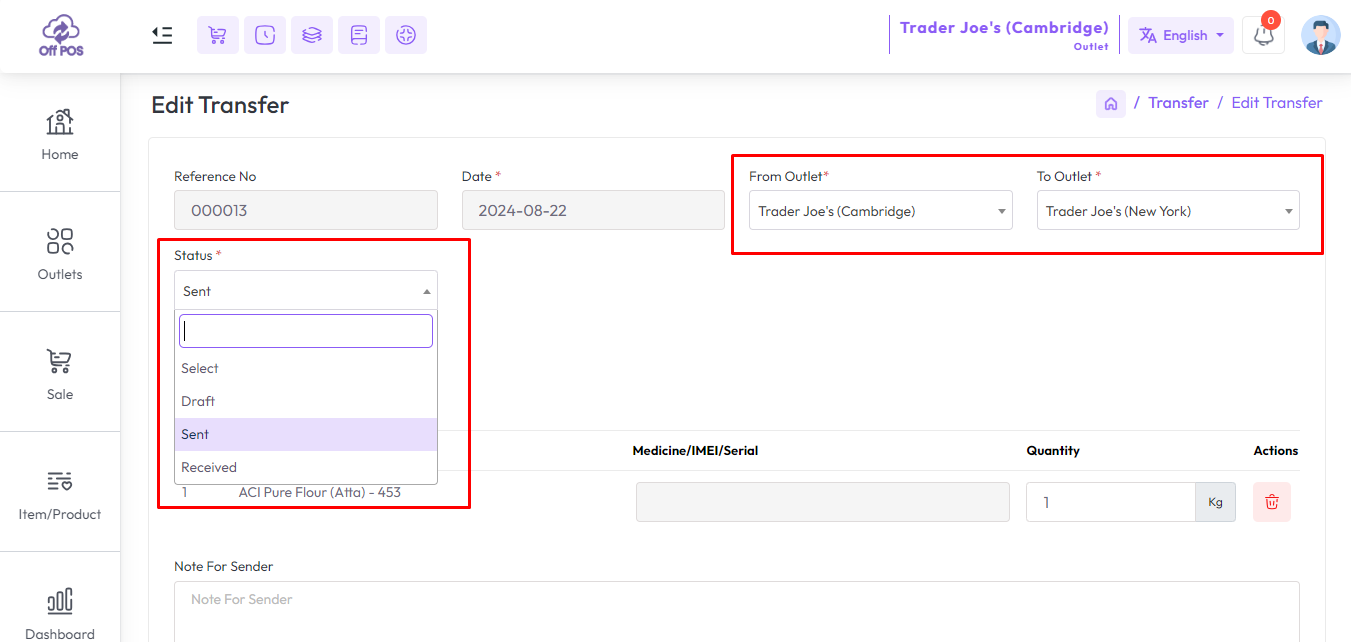 Off POS
Trader Joe's (Cambridge)
Outlet
English
0
Home
Outlets
Sale
Item/Product
Dashboard
Edit Transfer
/ Transfer / Edit Transfer
Reference No
000013
Date *
2024-08-22
From Outlet*
Trader Joe's (Cambridge)
To Outlet *
Trader Joe's (New York)
Status *
Sent
Select
Draft
Sent
Received
Medicine/IMEI/Serial Quantity Actions
1 ACI Pure Flour (Atta) - 453 1 Kg
Note For Sender
Note For Sender